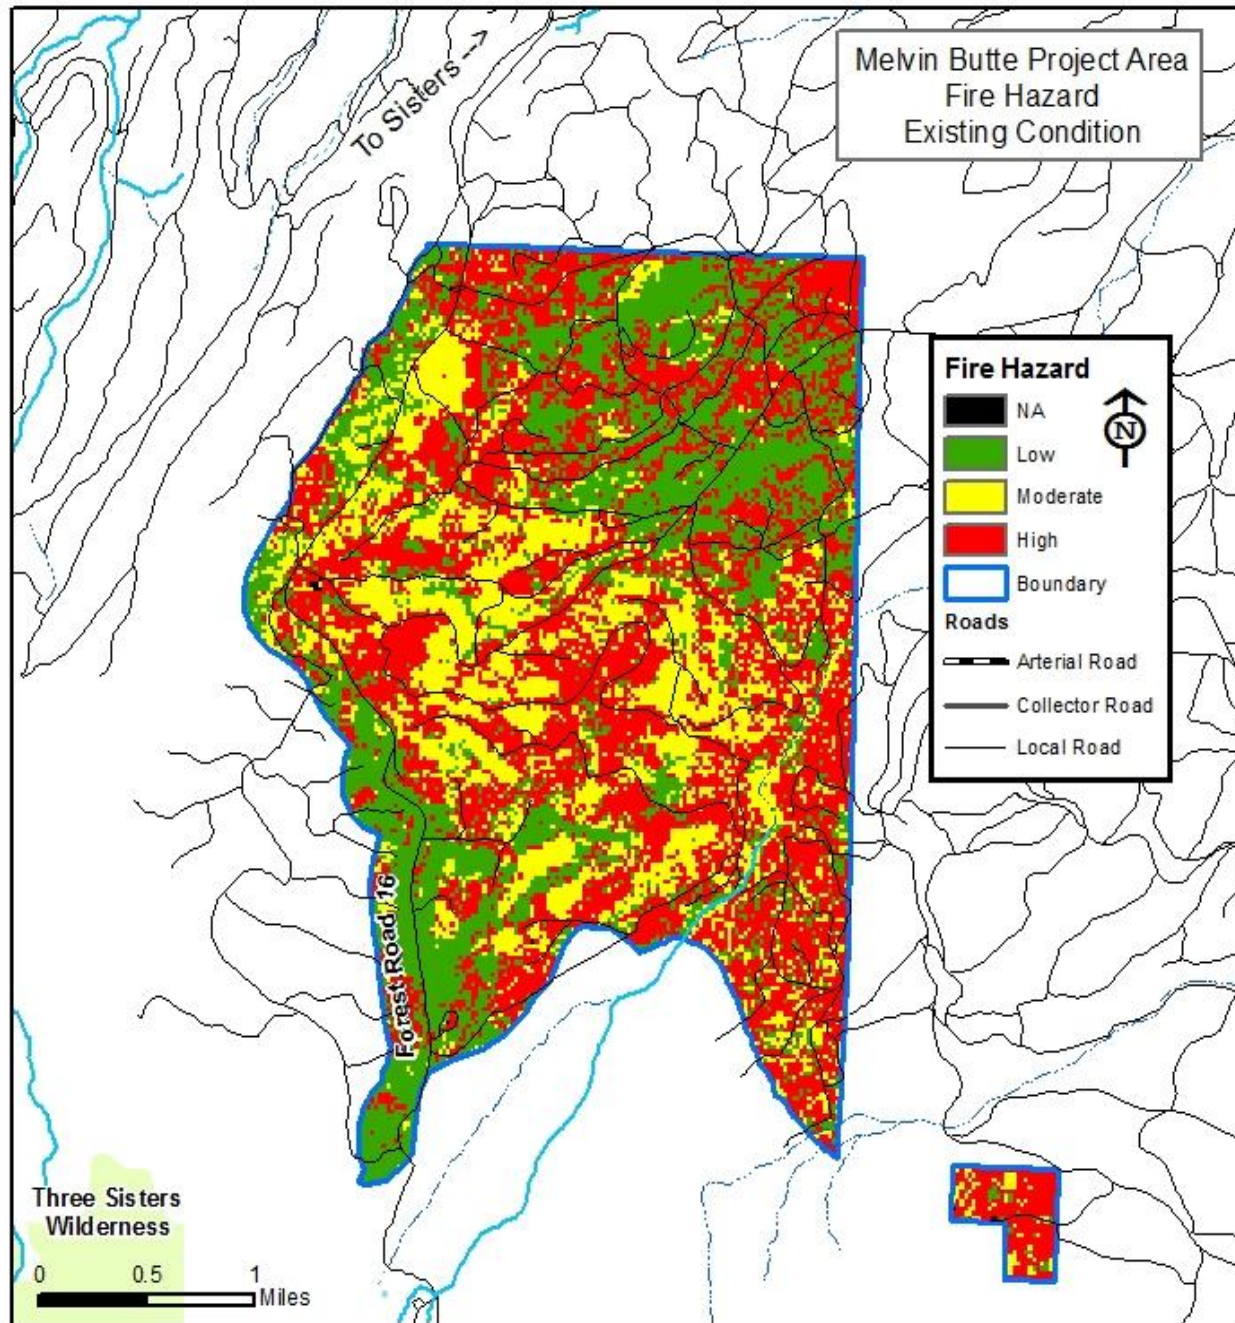 Melvin Butte Project Area
Fire Hazard
Existing Condition
To Sisters -->
Fire Hazard
NA
N
Low
Moderate
High
Boundary
Roads
Arterial Road
Collector Road
Local Road
Forest Road 16
Three Sisters
Wilderness
0 0.5 1
Miles